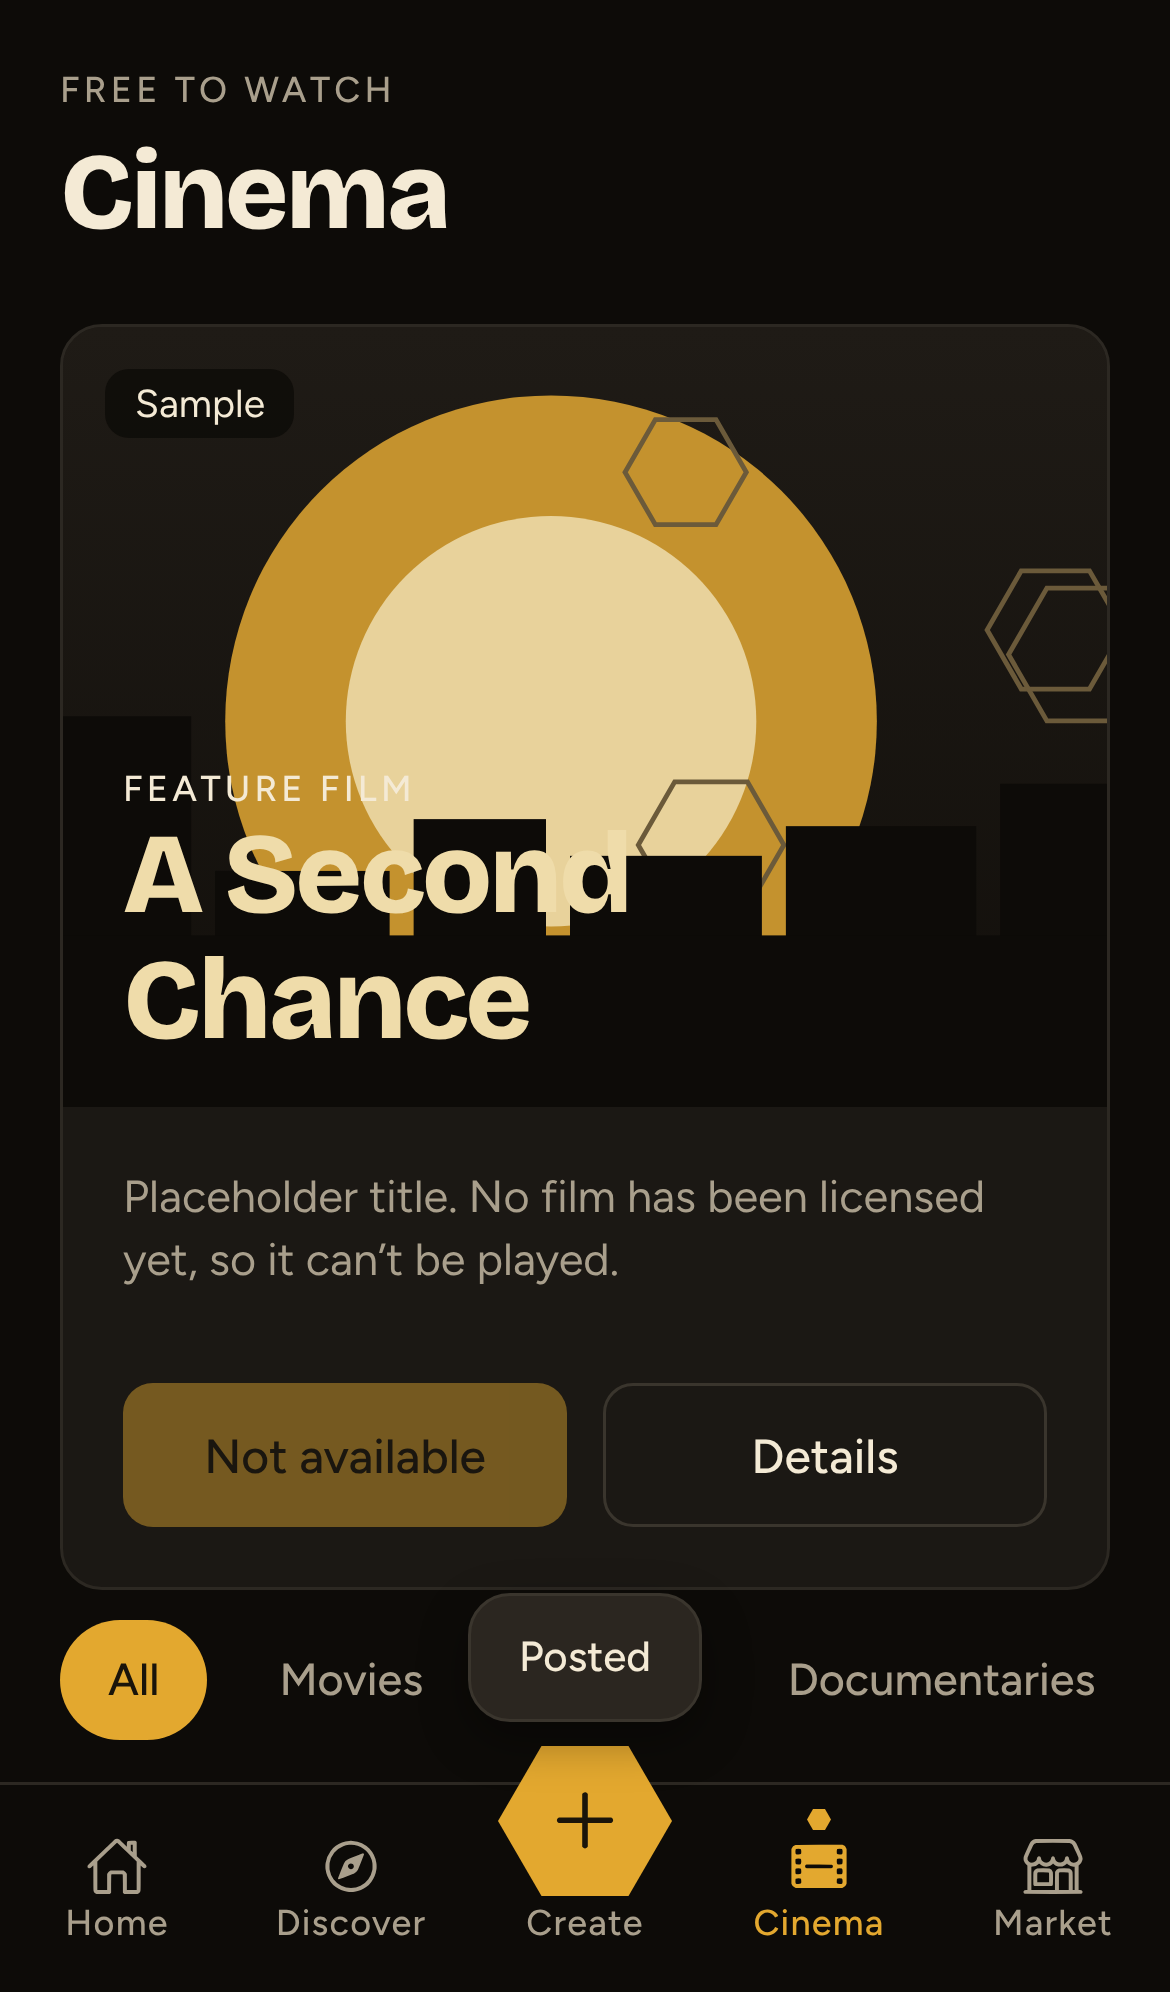 FREE TO WATCH
Cinema
Sample
FEATURE FILM
A Second
Chance
Placeholder title. No film has been licensed
yet, so it can’t be played.
Not available
Details
All
Movies
Posted
Documentaries
Home
Discover
Create
Cinema
Market